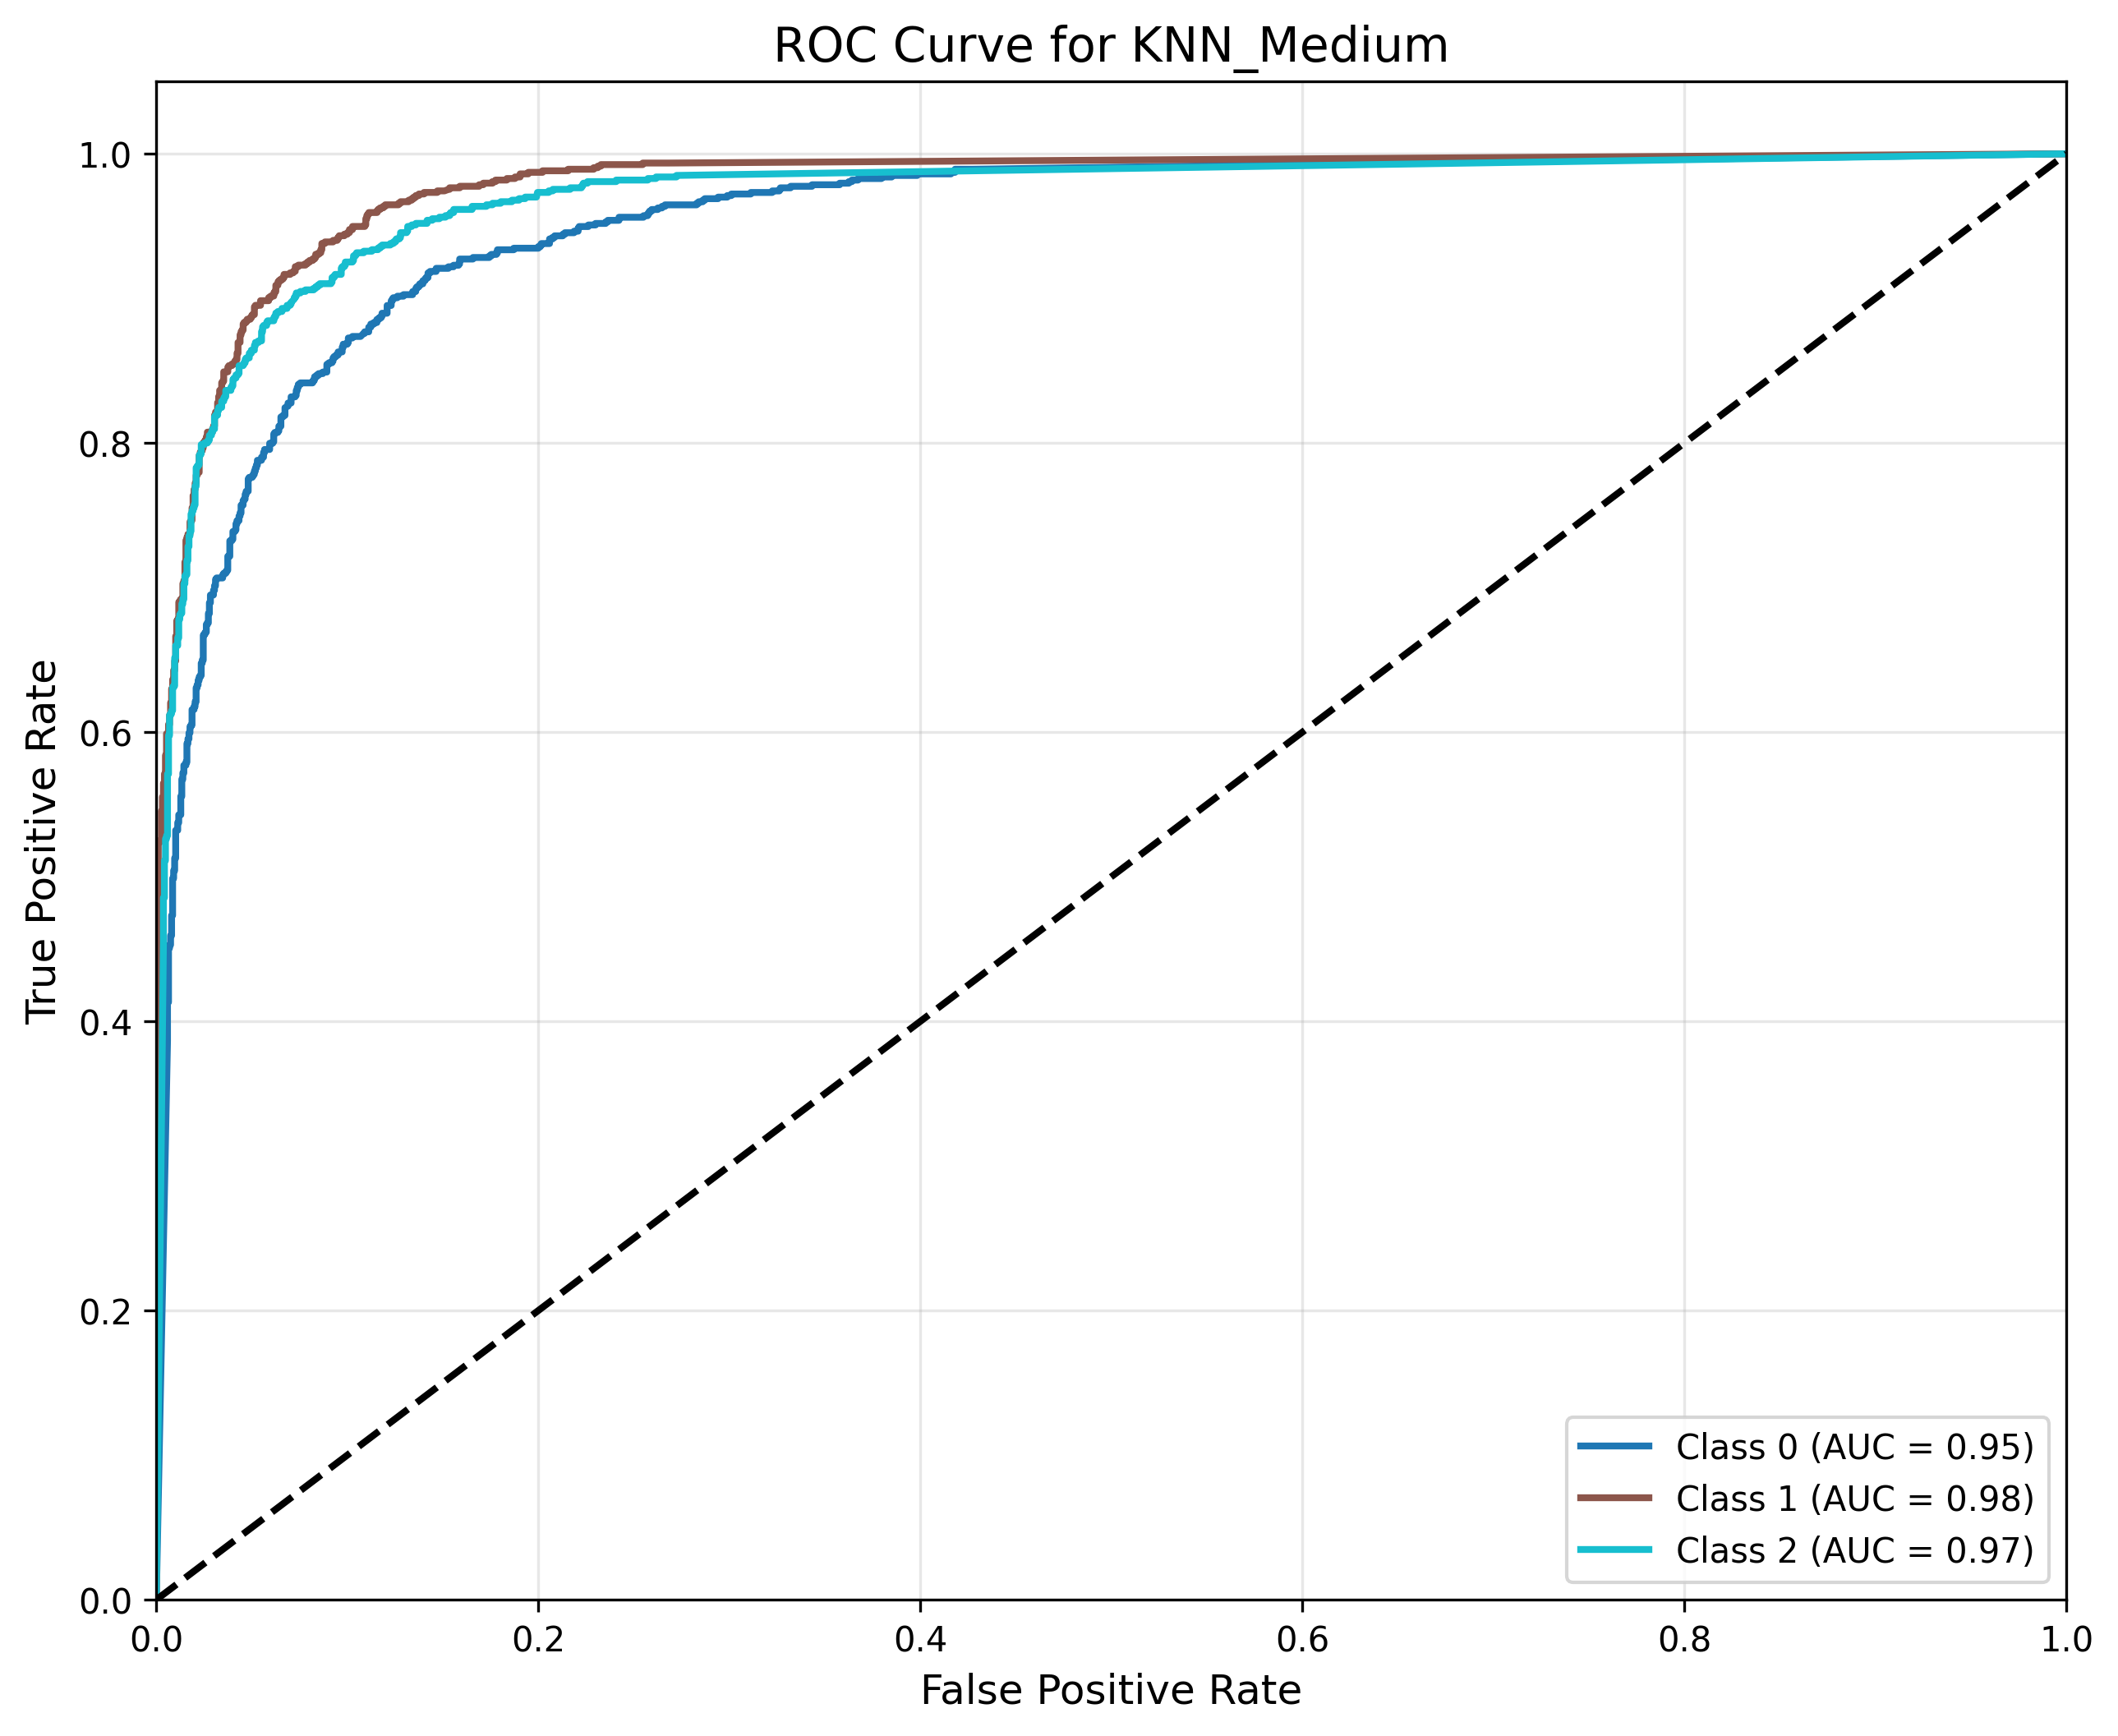 ROC Curve for KNN_Medium
True Positive Rate
1.0
0.8
0.6
0.4
0.2
0.0
0.0 0.2 0.4 0.6 0.8 1.0
False Positive Rate
Class 0 (AUC = 0.95)
Class 1 (AUC = 0.98)
Class 2 (AUC = 0.97)